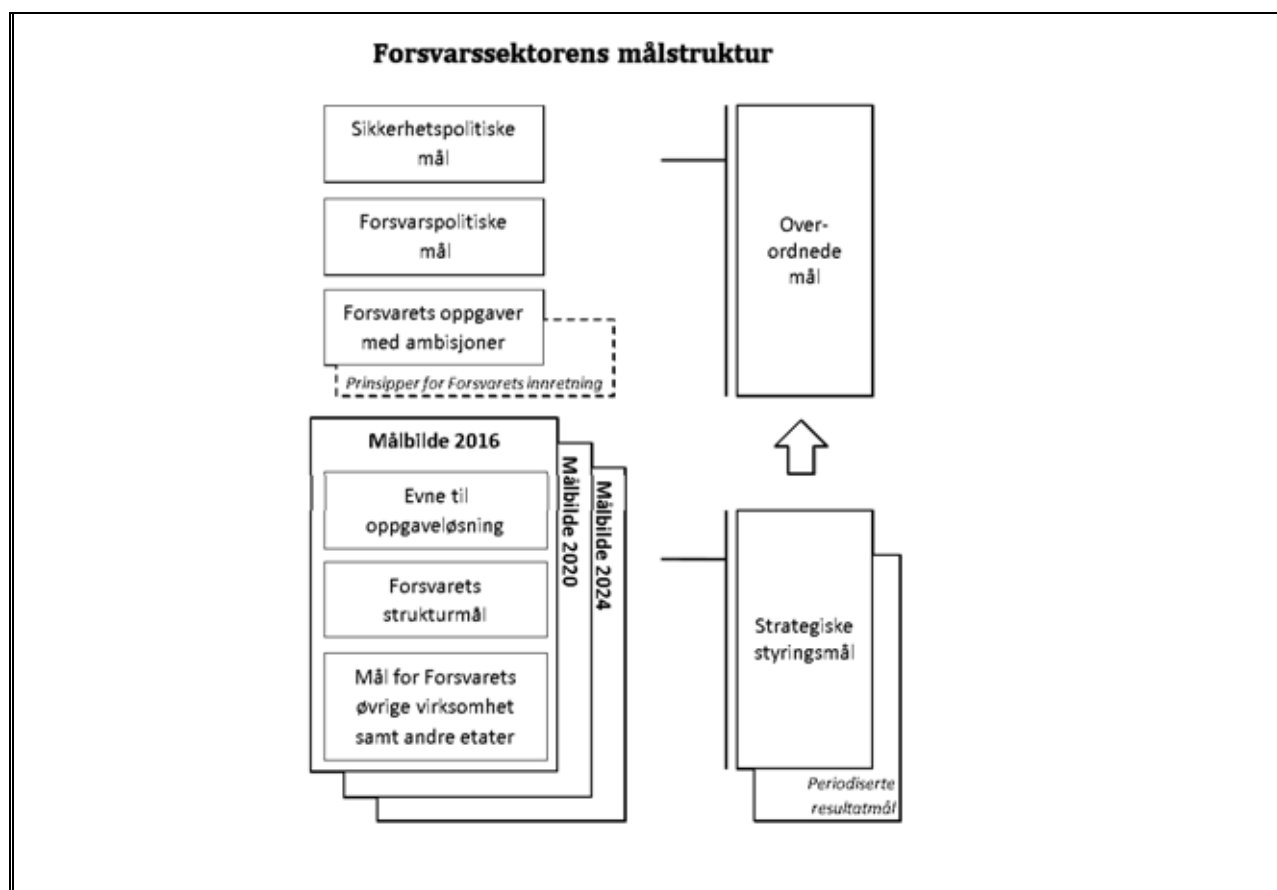 Forsvarssektorens målstruktur
Sikkerhetspolitiske
mål
Forsvarspolitiske
mål
Forsvarets oppgaver
med ambisjoner
Prinsipper for Forsvarets innretning
Målbilde 2016
Evne til
oppgaveløsning
Forsvarets
strukturmål
Mål for Forsvarets
øvrige virksomhet
samt andre etater
Målbilde 2020
Målbilde 2024
Over-
ordnede
mål
Strategiske
styringsmål
Periodiserte
resultatmål